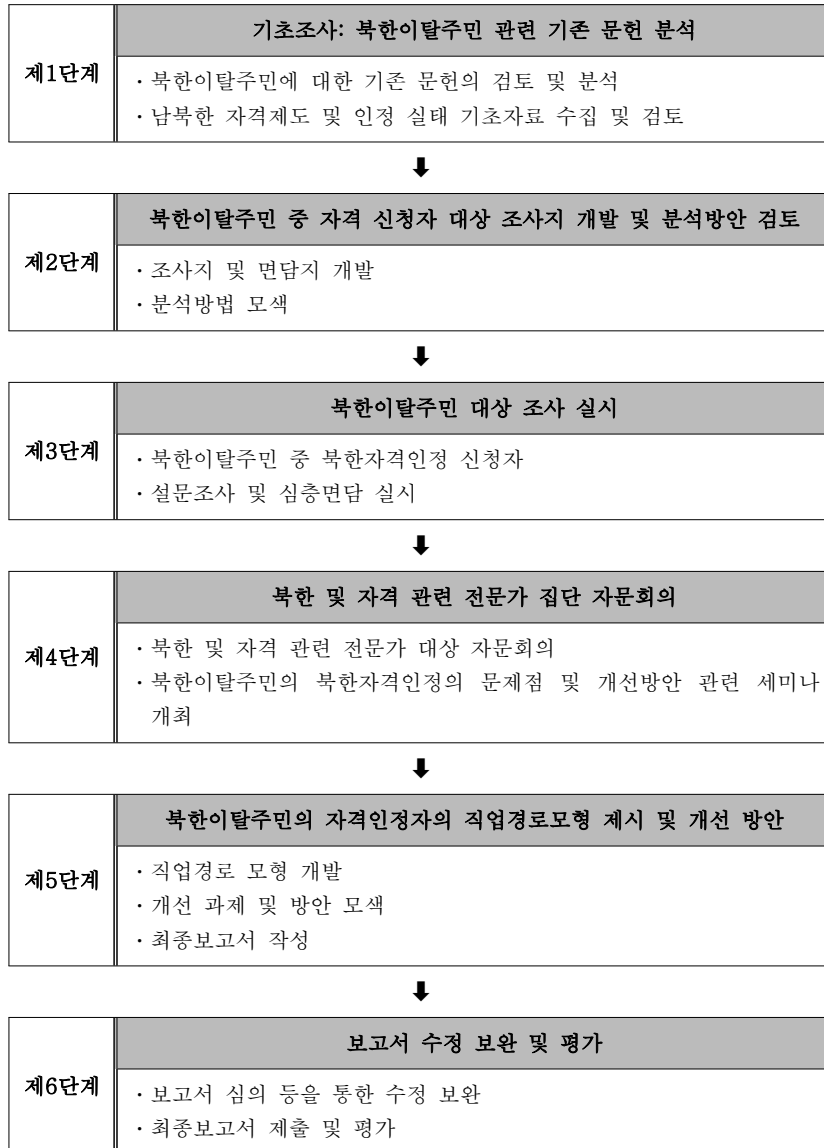 기초조사: 북한이탈주민 관련 기존 문헌 분석
제1단계
· 북한이탈주민에 대한 기존 문헌의 검토 및 분석
· 남북한 자격제도 및 인정 실태 기초자료 수집 및 검토
북한이탈주민 중 자격 신청자 대상 조사지 개발 및 분석방안 검토
제2단계
· 조사지 및 면담지 개발
· 분석방법 모색
북한이탈주민 대상 조사 실시
제3단계
· 북한이탈주민 중 북한자격인정 신청자
· 설문조사 및 심층면담 실시
북한 및 자격 관련 전문가 집단 자문회의
제4단계
· 북한 및 자격 관련 전문가 대상 자문회의
· 북한이탈주민의 북한자격인정의 문제점 및 개선방안 관련 세미나
개최
북한이탈주민의 자격인정자의 직업경로모형 제시 및 개선 방안
제5단계
· 직업경로 모형 개발
· 개선 과제 및 방안 모색
· 최종보고서 작성
보고서 수정 보완 및 평가
제6단계
· 보고서 심의 등을 통한 수정 보완
· 최종보고서 제출 및 평가